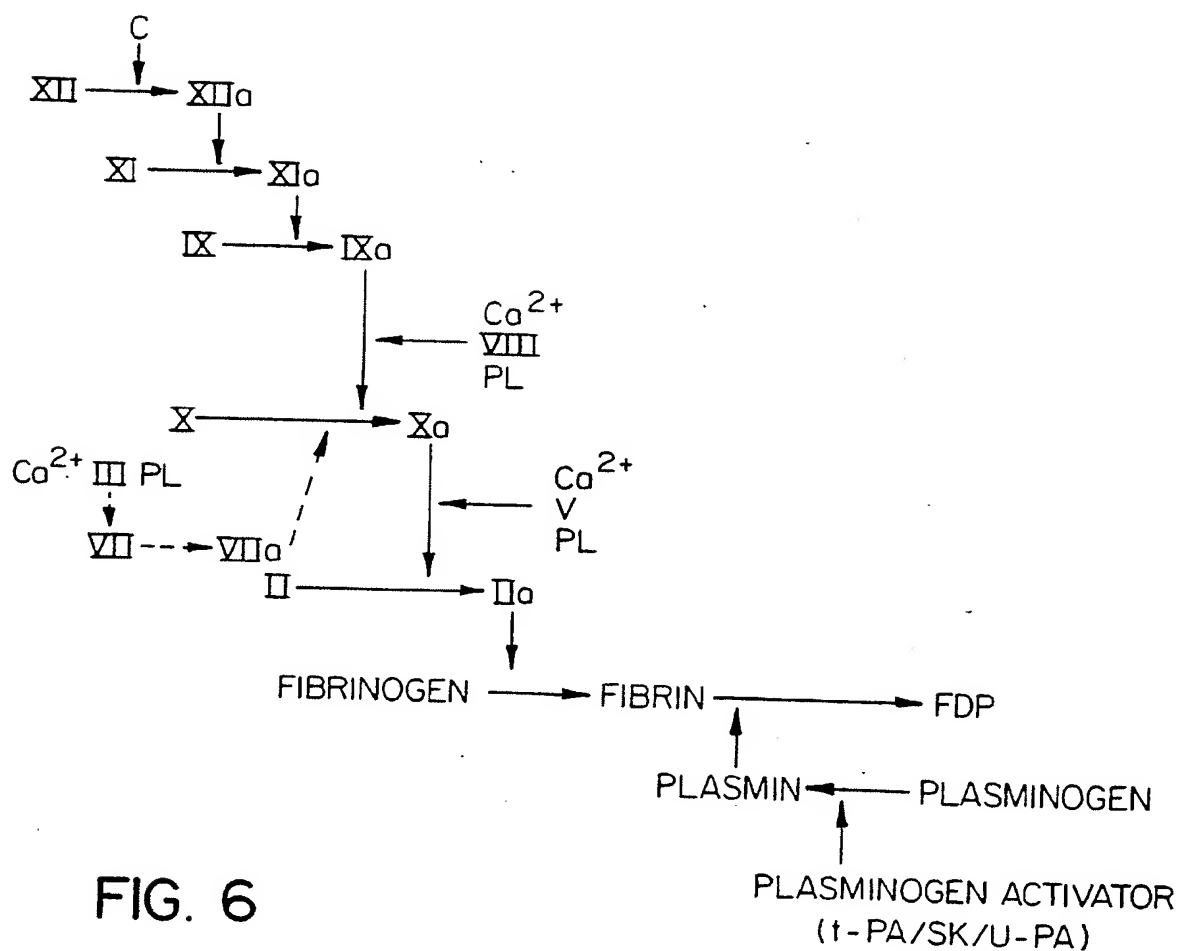 C
XII XIIa
XI XIa
IX IXa
Ca²⁺
VIII
PL
X Xa
Ca²⁺ III PL
Ca²⁺
V
PL
VII VIIa
II IIa
FIBRINOGEN FIBRIN FDP
PLASMIN PLASMINOGEN
PLASMINOGEN ACTIVATOR
(t-PA/SK/U-PA)
FIG. 6